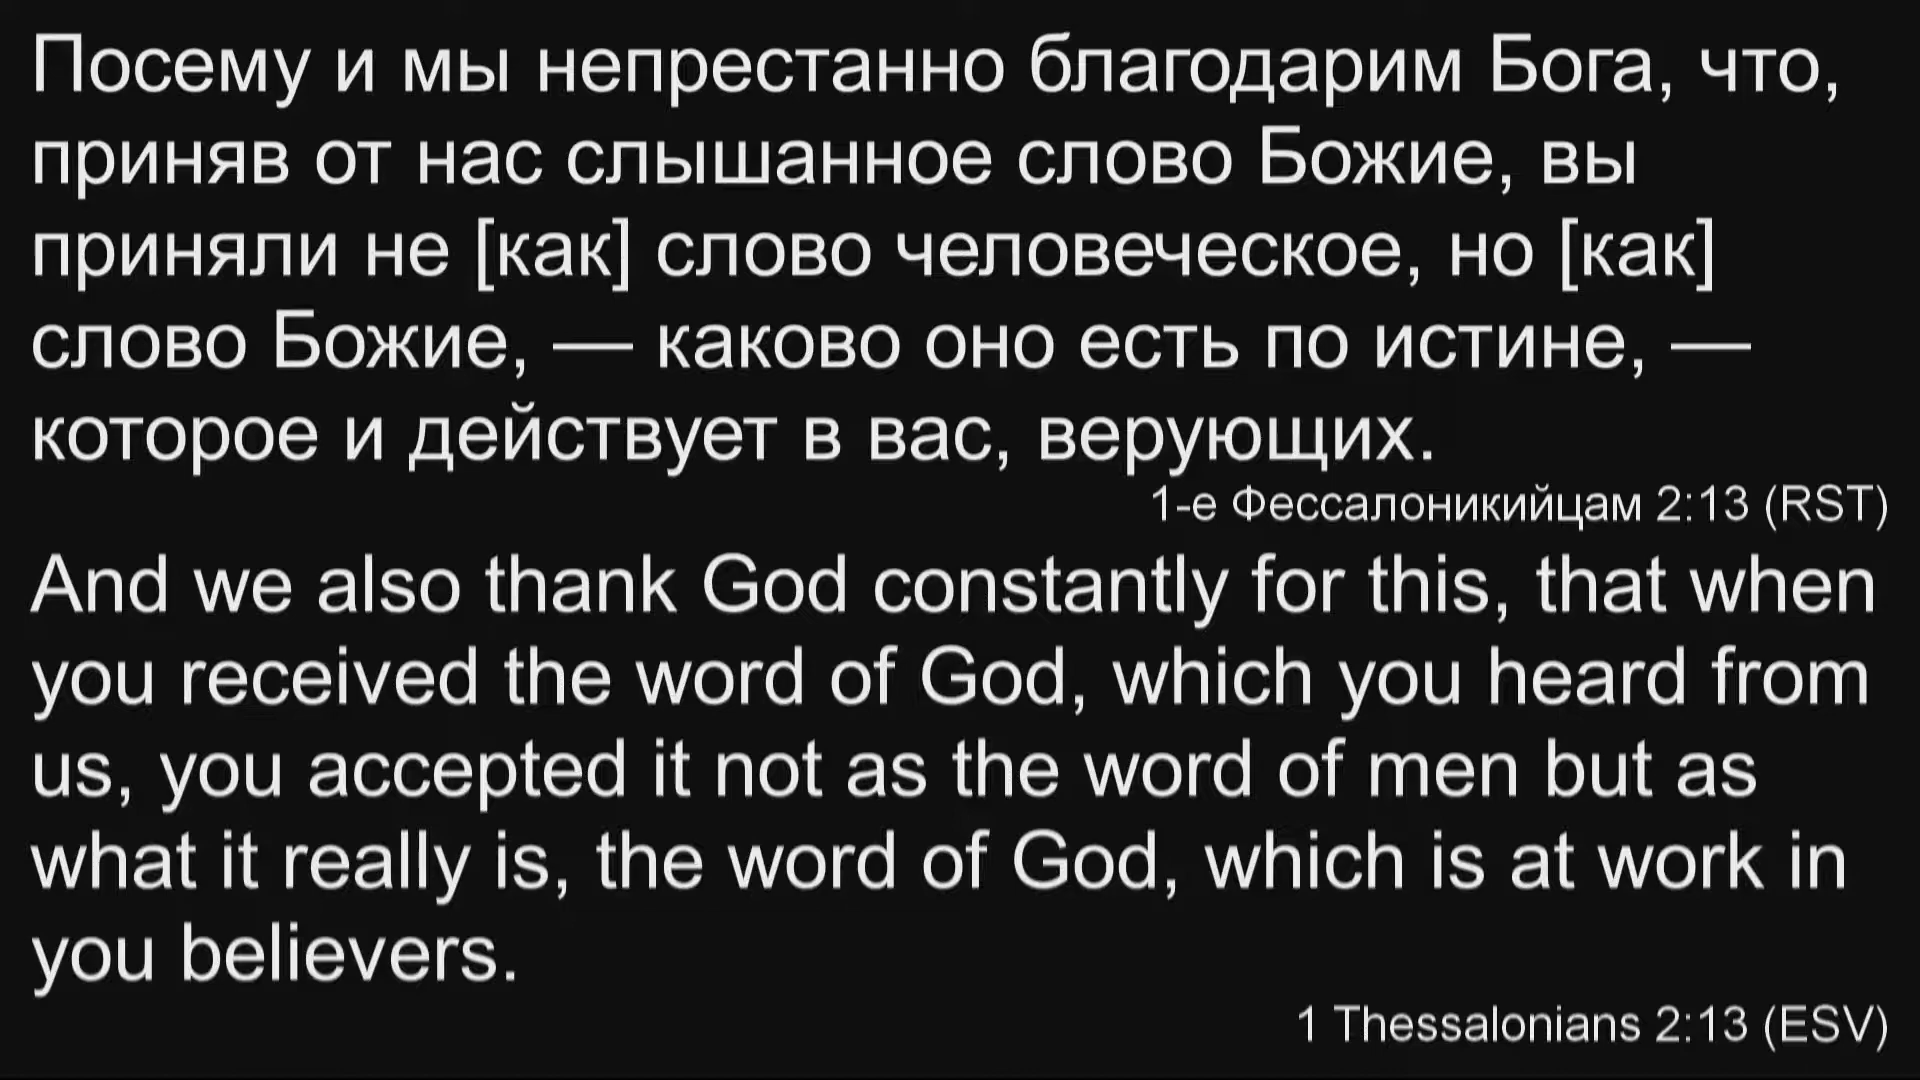 Посему и мы непрестанно благодарим Бога, что,
приняв от нас слышанное слово Божие, вы
приняли не [как] слово человеческое, но [как]
слово Божие, — каково оно есть по истине, —
которое и действует в вас, верующих.
1-е Фессалоникийцам 2:13 (RST)
And we also thank God constantly for this, that when
you received the word of God, which you heard from
us, you accepted it not as the word of men but as
what it really is, the word of God, which is at work in
you believers.
1 Thessalonians 2:13 (ESV)